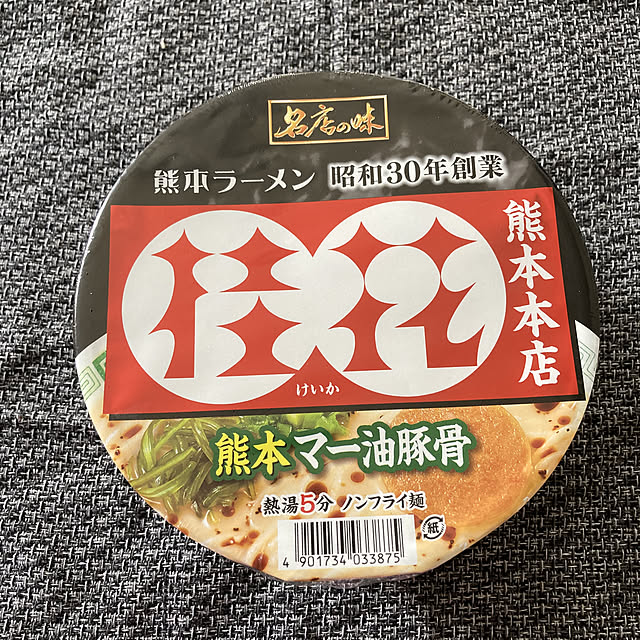 名店の味
熊本ラーメン 昭和30年創業
桂花
けいか
熊本本店
熊本マー油豚骨
熱湯5分 ノンフライ麺
紙
4 901734 033875